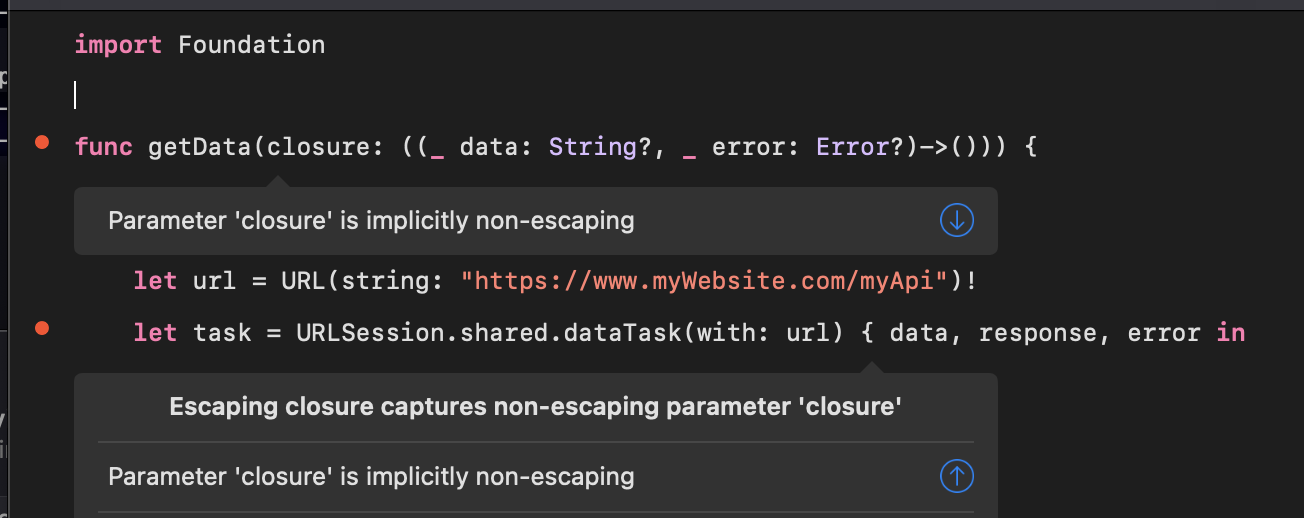 import Foundation
func getData(closure: ((_ data: String?, _ error: Error?)->())) {
Parameter 'closure' is implicitly non-escaping
let url = URL(string: "https://www.myWebsite.com/myApi")!
let task = URLSession.shared.dataTask(with: url) { data, response, error in
Escaping closure captures non-escaping parameter 'closure'
Parameter 'closure' is implicitly non-escaping